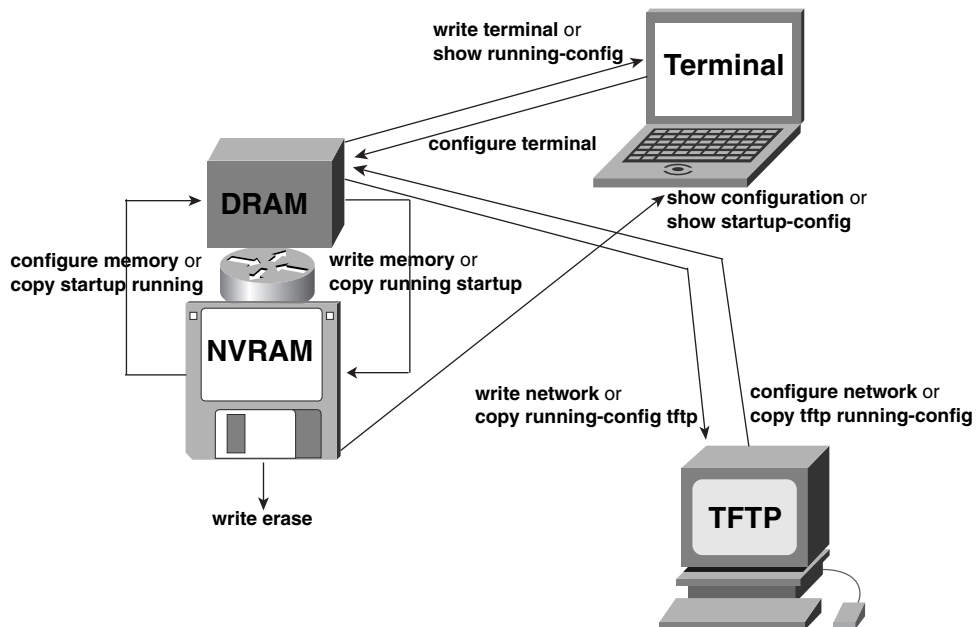 write terminal or
show running-config
Terminal
configure terminal
DRAM
show configuration or
show startup-config
configure memory or
copy startup running
write memory or
copy running startup
NVRAM
write network or
copy running-config tftp
configure network or
copy tftp running-config
write erase
TFTP